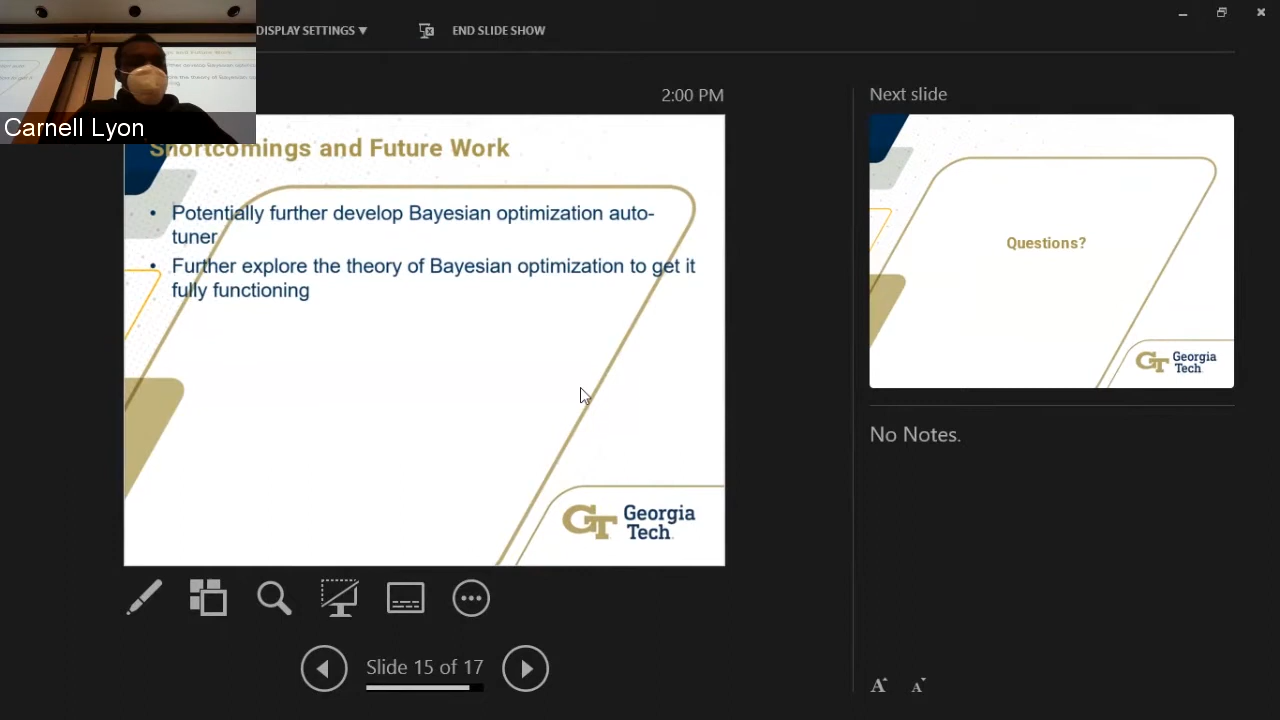 DISPLAY SETTINGS ▼
END SLIDE SHOW
Carnell Lyon
2:00 PM
Shortcomings and Future Work
• Potentially further develop Bayesian optimization auto-
tuner
• Further explore the theory of Bayesian optimization to get it
fully functioning
GT Georgia
Tech
Slide 15 of 17
Next slide
Questions?
GT Georgia
Tech
No Notes.
A A